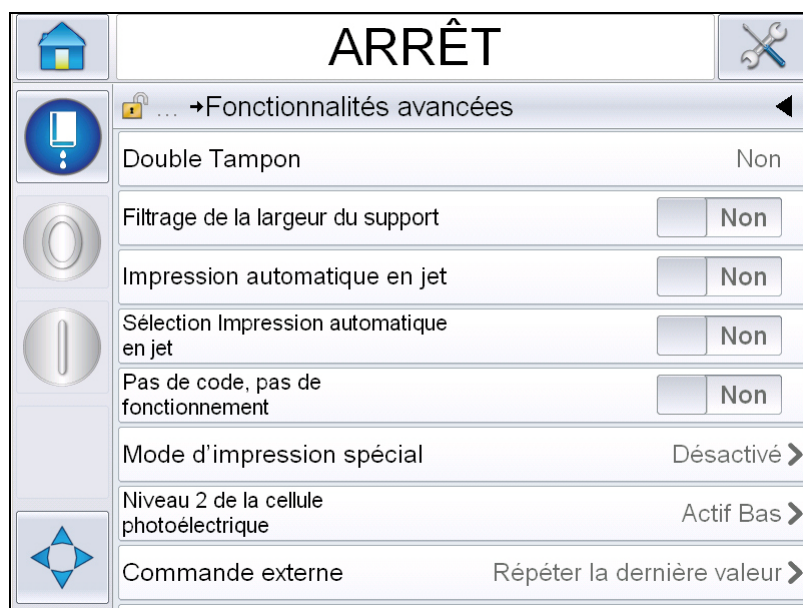 ARRÊT
... →Fonctionnalités avancées
Double Tampon Non
Filtrage de la largeur du support Non
Impression automatique en jet Non
Sélection Impression automatique
en jet Non
Pas de code, pas de
fonctionnement Non
Mode d'impression spécial Désactivé
Niveau 2 de la cellule
photoélectrique Actif Bas
Commande externe Répéter la dernière valeur